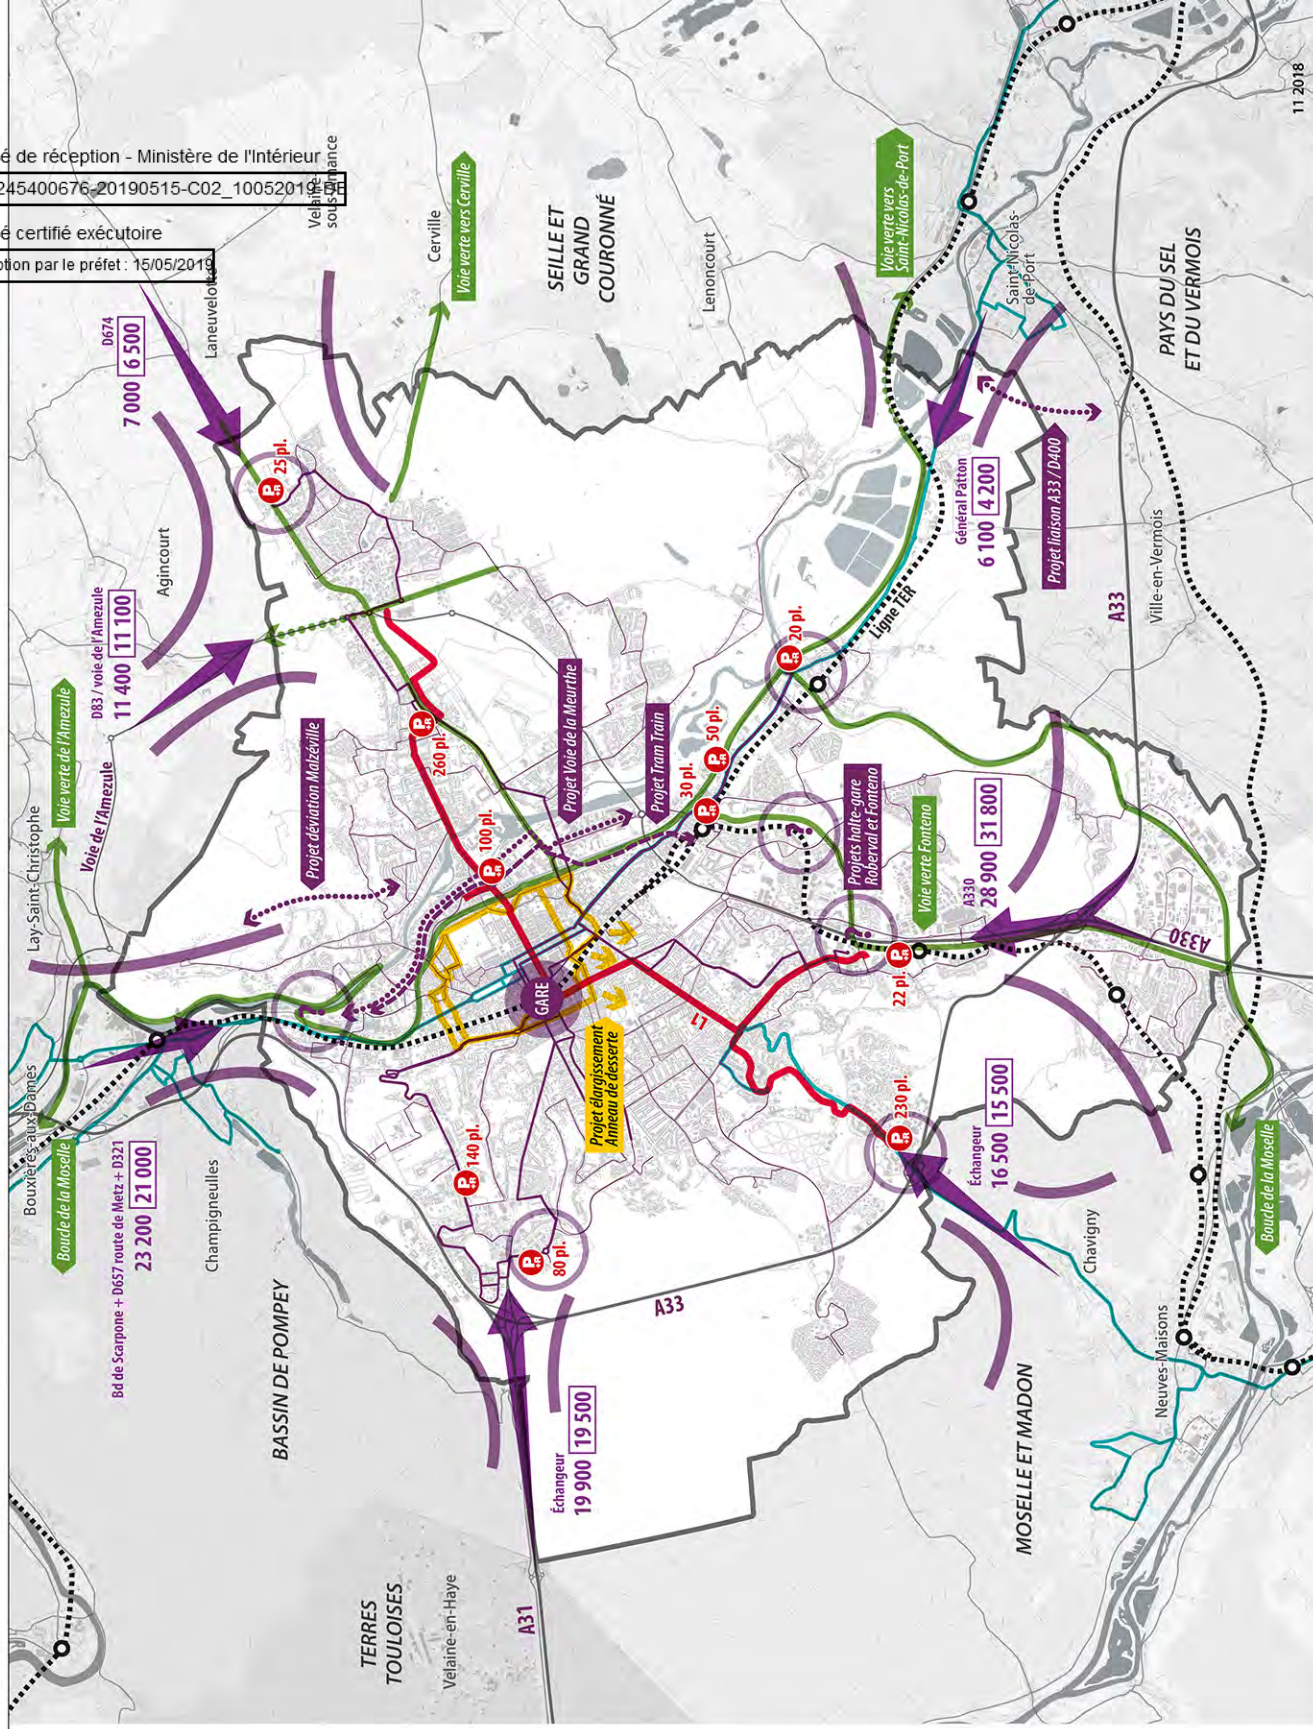 é de réception - Ministère de l'Intérieur
245400676-20190515-C02_10052019-DE
é certifié exécutoire
ption par le préfet : 15/05/2019
Bouxières-aux-Dames
Boucle de la Moselle
Bd de Scarpone + D657 route de Metz + D321
23 200 21 000
Champigneulles
Lay-Saint-Christophe
Voie verte de l'Amezule
Voie de l'Amezule
D83 / voie de l'Amezule
11 400 11 100
Agincourt
D674
7 000 6 500
Laneuvelotte
Velaine-
sous-Amance
Cerville
Voie verte vers Cerville
SEILLE ET
GRAND
COURONNÉ
Lenoncourt
Voie verte vers
Saint-Nicolas-de-Port
Saint-Nicolas-
de-Port
PAYS DU SEL
ET DU VERMOIS
11 2018
BASSIN DE POMPEY
Projet déviation Malzéville
P+R
25 pl.
P+R
260 pl.
P+R
100 pl.
Projet Voie de la Meurthe
Projet Tram Train
P+R
30 pl.
P+R
50 pl.
P+R
20 pl.
Ligne TER
Général Patton
6 100 4 200
Projet liaison A33 / D400
A33
Ville-en-Vermois
GARE
Projet élargissement
Anneau de desserte
L1
Projets halte-gare
Roberval et Fonteno
Voie verte Fonteno
A330
28 900 31 800
A330
P+R
22 pl.
P+R
140 pl.
P+R
80 pl.
P+R
230 pl.
Échangeur
16 500 15 500
Chavigny
Boucle de la Moselle
A33
Échangeur
19 900 19 500
A31
TERRES
TOULOISES
Velaine-en-Haye
MOSELLE ET MADON
Neuves-Maisons